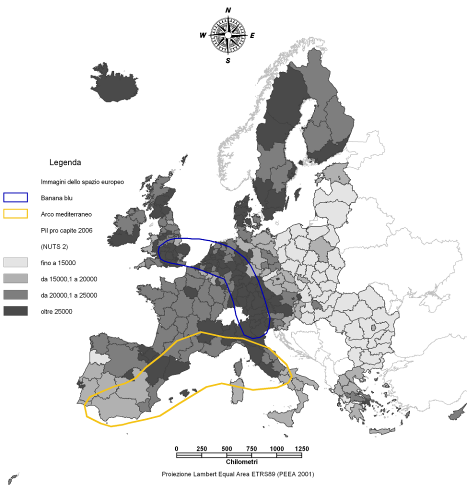 N
W E
S
Legenda
Immagini dello spazio europeo
Banana blu
Arco mediterraneo
Pil pro capite 2006
(NUTS 2)
fino a 15000
da 15000.1 a 20000
da 20000.1 a 25000
oltre 25000
0 250 500 750 1000 1250
Chilometri
Proiezione Lambert Equal Area ETRS89 (PEEA 2001)